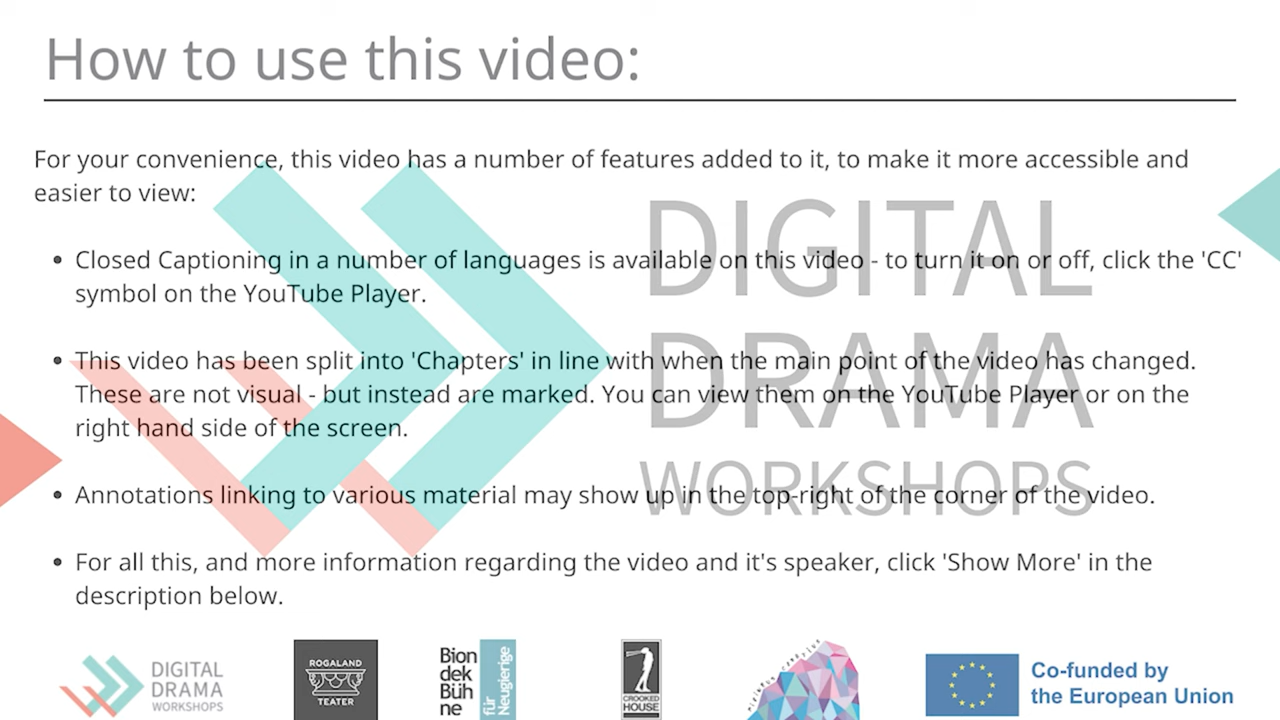 How to use this video:
For your convenience, this video has a number of features added to it, to make it more accessible and
easier to view:
• Closed Captioning in a number of languages is available on this video - to turn it on or off, click the 'CC'
symbol on the YouTube Player.
• This video has been split into 'Chapters' in line with when the main point of the video has changed.
These are not visual - but instead are marked. You can view them on the YouTube Player or on the
right hand side of the screen.
• Annotations linking to various material may show up in the top-right of the corner of the video.
• For all this, and more information regarding the video and it's speaker, click 'Show More' in the
description below.
DIGITAL
DRAMA
WORKSHOPS
DIGITAL
DRAMA
WORKSHOPS
ROGALAND
TEATER
Bion
dek
Büh
ne
für
Neugierige
CROOKED
HOUSE
Co-funded by
the European Union